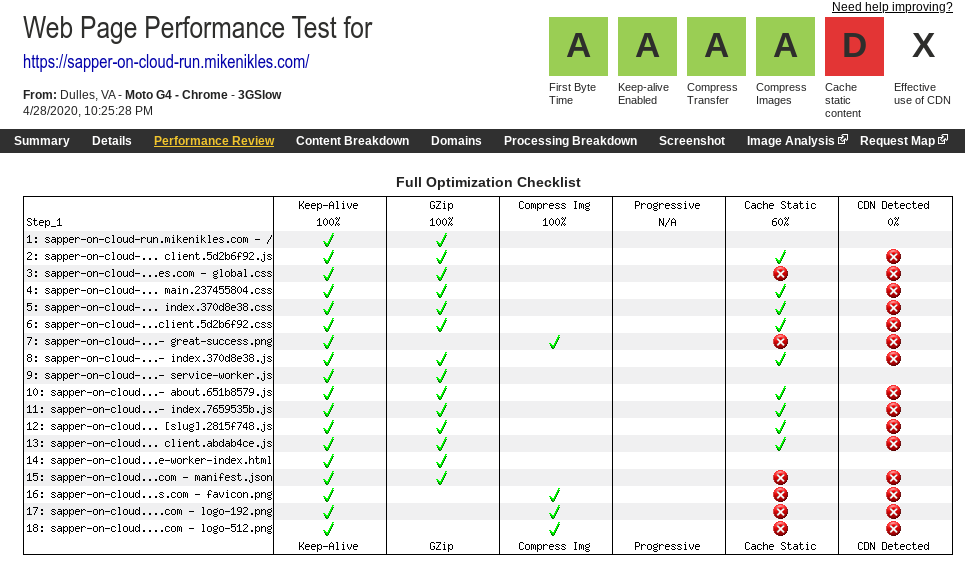 Need help improving?
Web Page Performance Test for
https://sapper-on-cloud-run.mikenikles.com/
From: Dulles, VA - Moto G4 - Chrome - 3GSlow
4/28/2020, 10:25:28 PM
A A A A D X
First Byte Time
Keep-alive Enabled
Compress Transfer
Compress Images
Cache static content
Effective use of CDN
Summary Details Performance Review Content Breakdown Domains Processing Breakdown Screenshot Image Analysis Request Map
Full Optimization Checklist
Keep-Alive GZip Compress Img Progressive Cache Static CDN Detected
Step_1 100% 100% 100% N/A 60% 0%
1: sapper-on-cloud-run.mikenikles.com - /
2: sapper-on-cloud-... client.5d2b6f92.js
3: sapper-on-cloud-...es.com - global.css
4: sapper-on-cloud-... main.237455804.css
5: sapper-on-cloud-... index.370d8e38.css
6: sapper-on-cloud-...client.5d2b6f92.css
7: sapper-on-cloud-...- great-success.png
8: sapper-on-cloud-...- index.370d8e38.js
9: sapper-on-cloud-...- service-worker.js
10: sapper-on-cloud...- about.651b8579.js
11: sapper-on-cloud...- index.7659535b.js
12: sapper-on-cloud... [slug].2815f748.js
13: sapper-on-cloud... client.abdab4ce.js
14: sapper-on-cloud...e-worker-index.html
15: sapper-on-cloud...com - manifest.json
16: sapper-on-cloud...s.com - favicon.png
17: sapper-on-cloud....com - logo-192.png
18: sapper-on-cloud....com - logo-512.png
Keep-Alive GZip Compress Img Progressive Cache Static CDN Detected